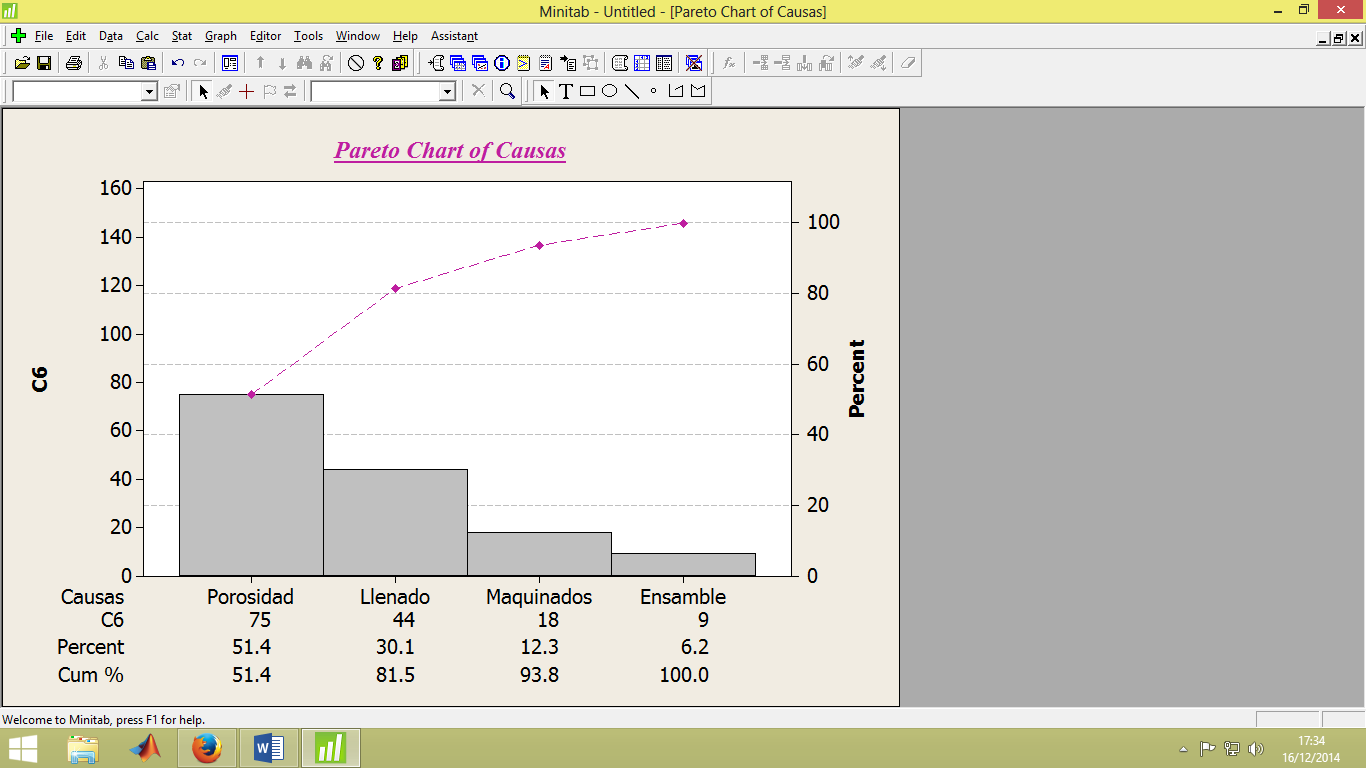 Minitab - Untitled - [Pareto Chart of Causas]
File Edit Data Calc Stat Graph Editor Tools Window Help Assistant
Pareto Chart of Causas
160
140
120
100
80
60
40
20
0
C6
100
80
60
40
20
0
Percent
Causas Porosidad Llenado Maquinados Ensamble
C6 75 44 18 9
Percent 51.4 30.1 12.3 6.2
Cum % 51.4 81.5 93.8 100.0
Welcome to Minitab, press F1 for help.
17:34
16/12/2014